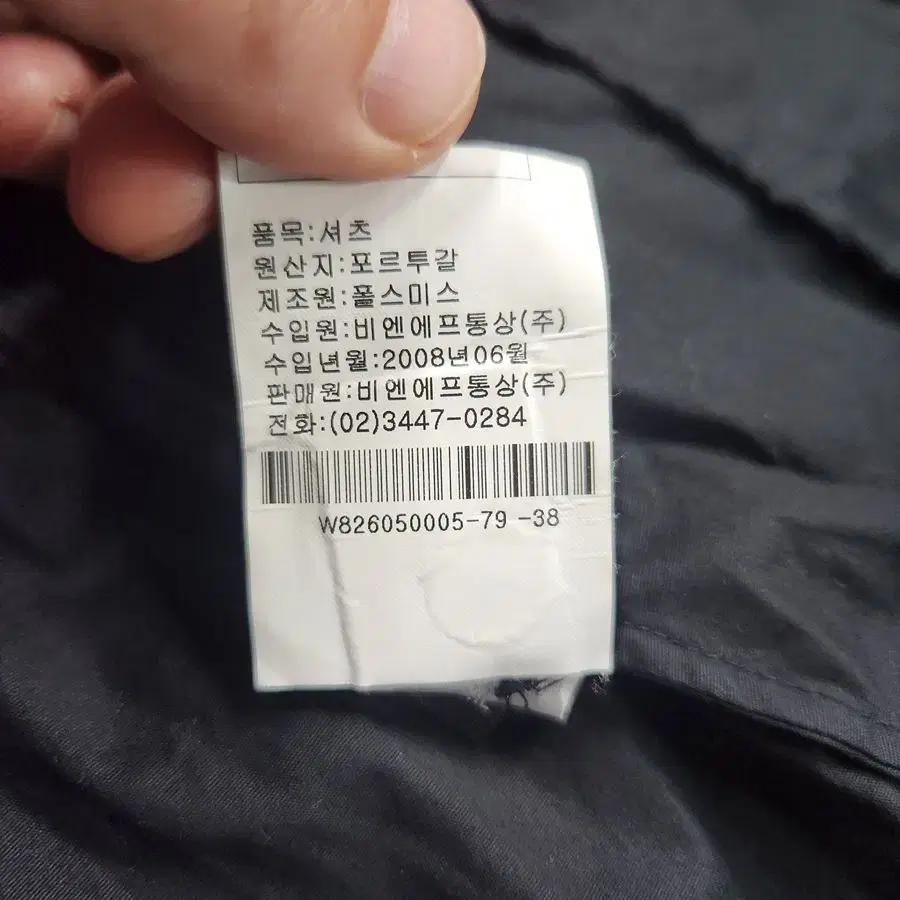 품목:셔츠
원산지:포르투갈
제조원:폴스미스
수입원:비엔에프통상(주)
수입년월:2008년06월
판매원:비엔에프통상(주)
전화:(02)3447-0284
W826050005-79 -38